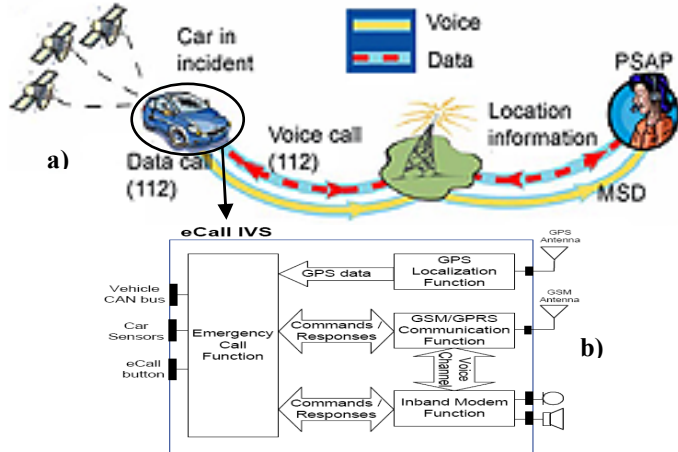 Voice
Data
Car in
incident
PSAP
Voice call
(112)
Location
information
a)
Data call
(112)
MSD
eCall IVS
GPS
Antenna
GPS data
GPS
Localization
Function
Vehicle
CAN bus
GSM
Antenna
Car
Sensors
Emergency
Call
Function
Commands /
Responses
GSM/GPRS
Communication
Function
b)
eCall
button
Voice
Channel
Commands /
Responses
Inband Modem
Function